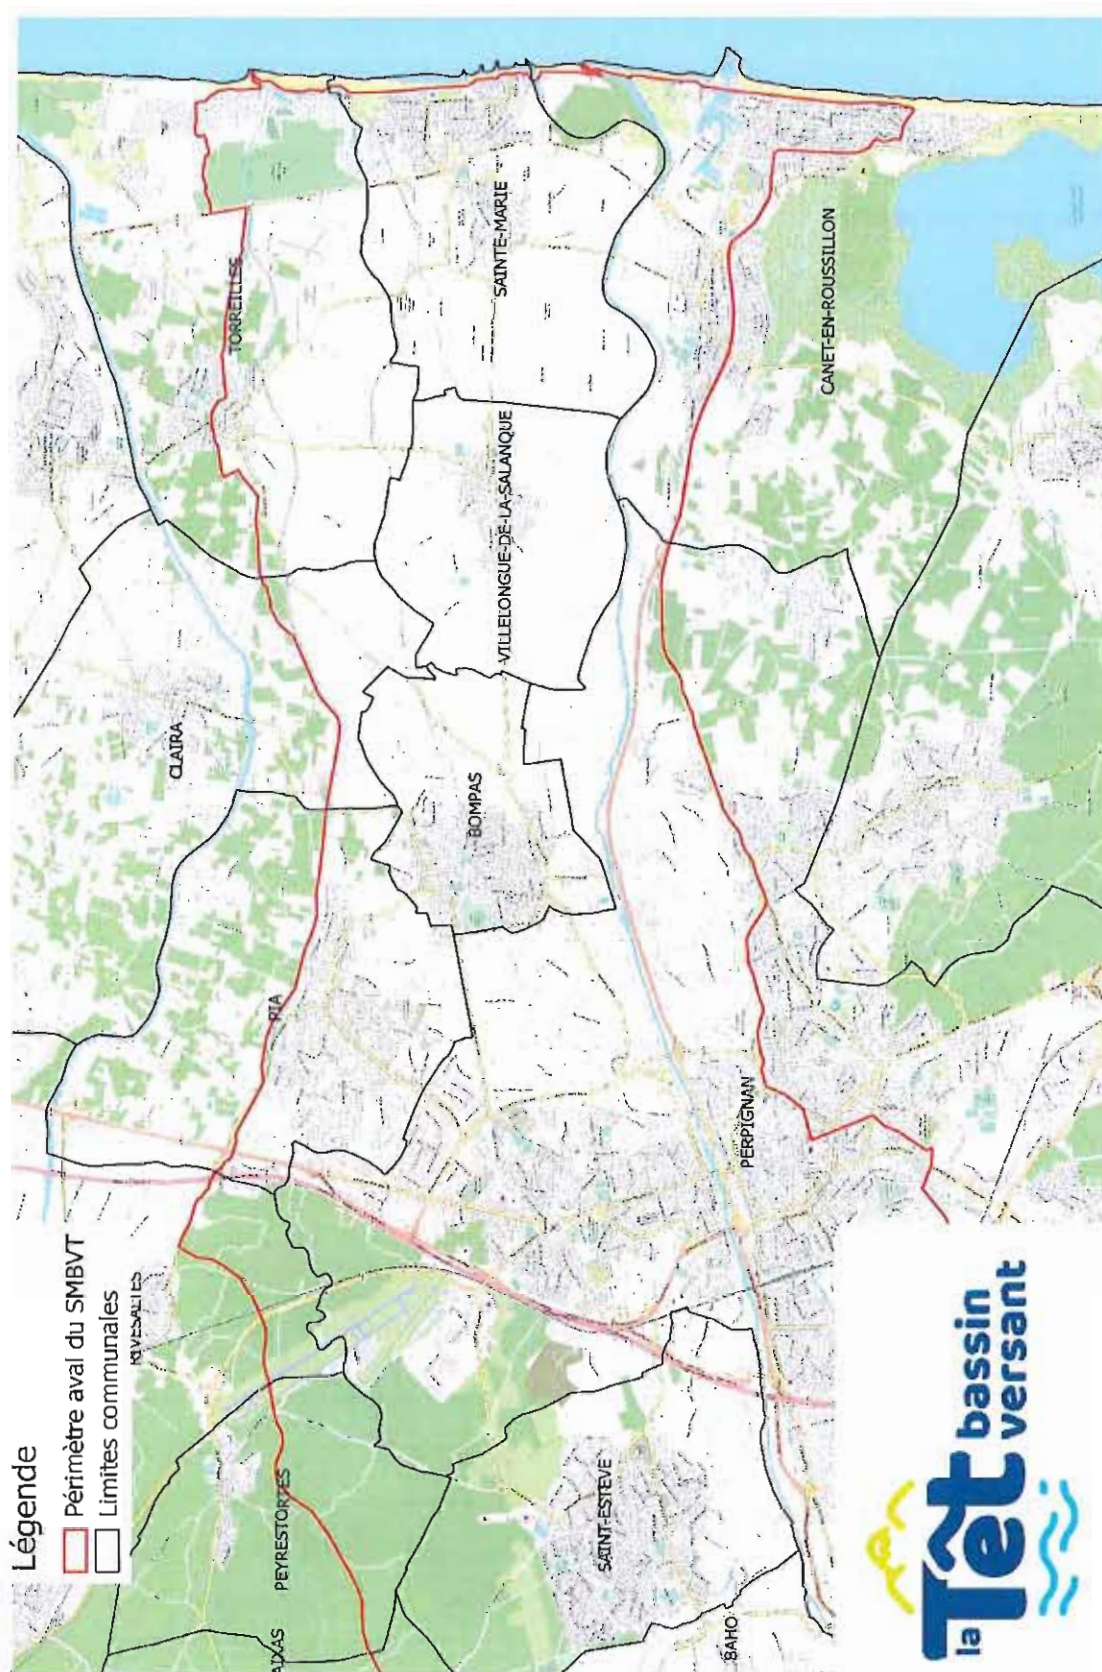 Légende
Périmètre aval du SMBVT
Limites communales
TORREILLES
SAINTE-MARIE
CANET-EN-ROUSSILLON
VILLELONGUE-DE-LA-SALANQUE
CLAIRA
BOMPAS
PIA
PERPIGNAN
RIVESALTES
PEYRESTORTES
SAINT-ESTEVE
BAHO
la Têt bassin
versant